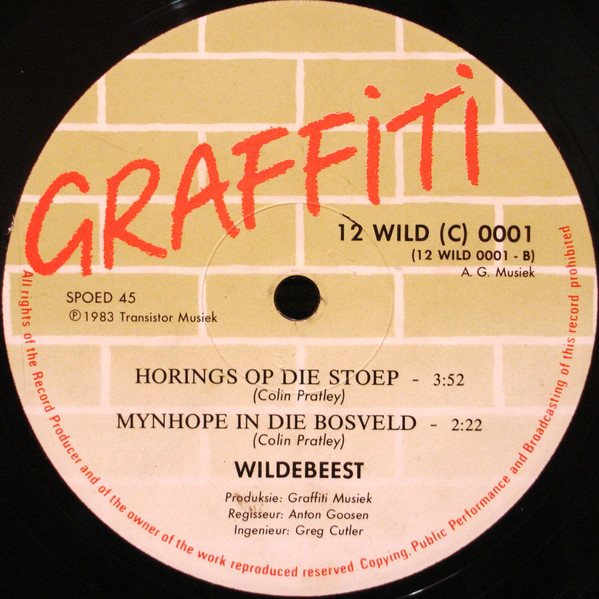 GRAFFiTi
12 WILD (C) 0001
(12 WILD 0001 - B)
A. G. Musiek
SPOED 45
℗ 1983 Transistor Musiek
HORINGS OP DIE STOEP - 3:52
(Colin Pratley)
MYNHOPE IN DIE BOSVELD - 2:22
(Colin Pratley)
WILDEBEEST
Produksie: Graffiti Musiek
Regisseur: Anton Goosen
Ingenieur: Greg Cutler
All rights of the Record Producer and of the owner of the work reproduced reserved Copying, Public Performance and Broadcasting of this record prohibited